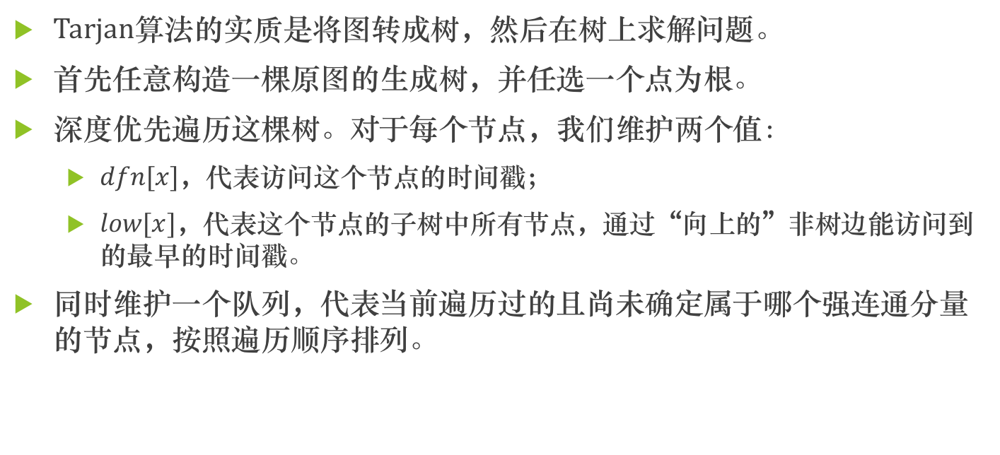 Tarjan算法的实质是将图转成树，然后在树上求解问题。
首先任意构造一棵原图的生成树，并任选一个点为根。
深度优先遍历这棵树。对于每个节点，我们维护两个值：
dfn[x]，代表访问这个节点的时间戳；
low[x]，代表这个节点的子树中所有节点，通过“向上的”非树边能访问到
的最早的时间戳。
同时维护一个队列，代表当前遍历过的且尚未确定属于哪个强连通分量
的节点，按照遍历顺序排列。